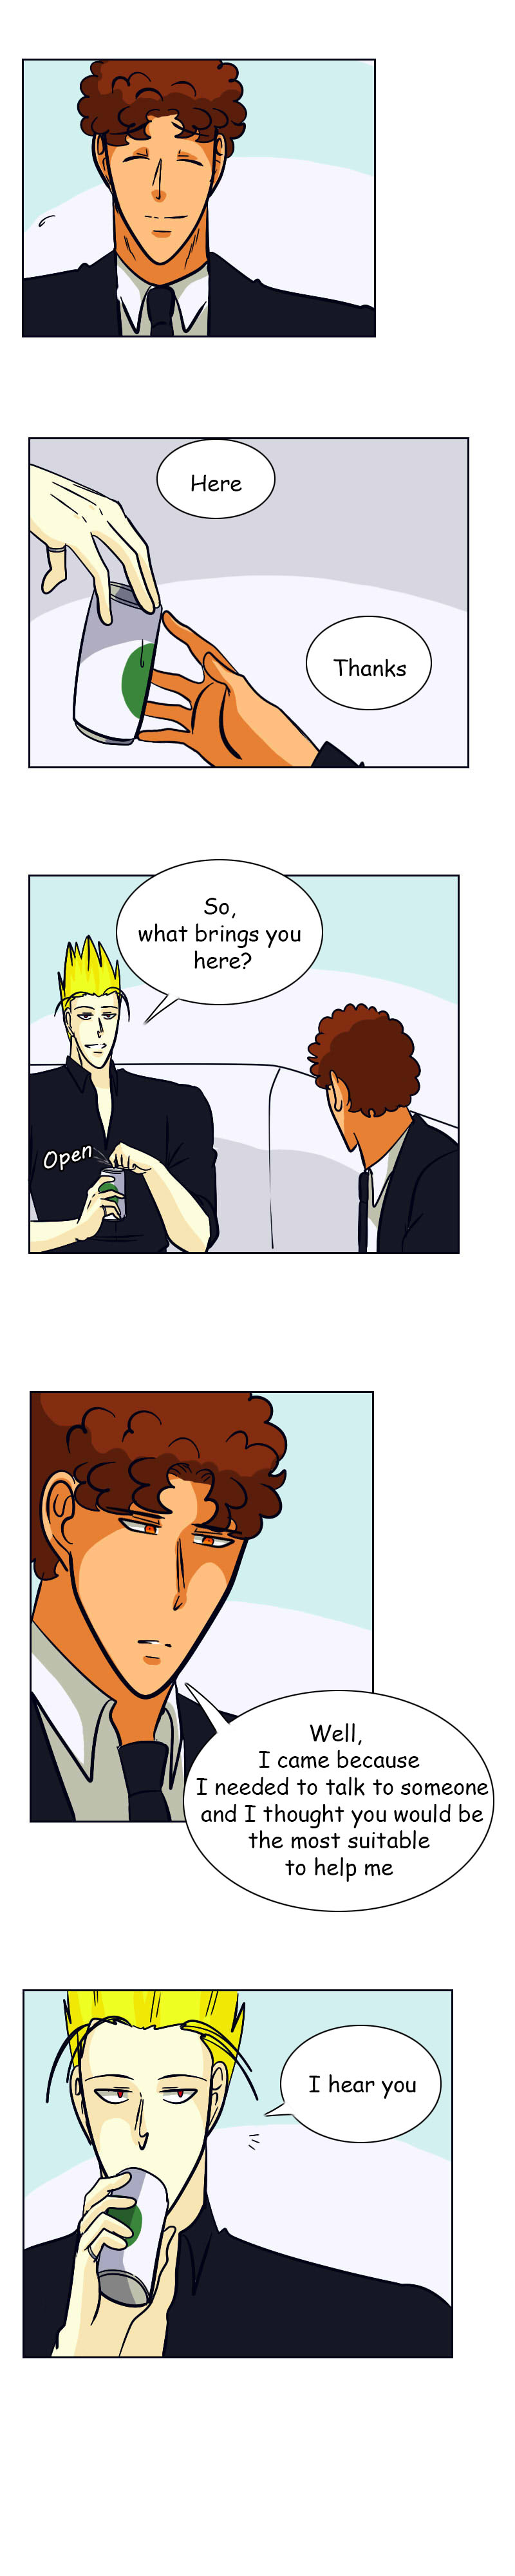 Here
Thanks
So,
what brings you
here?
Open
Well,
I came because
I needed to talk to someone
and I thought you would be
the most suitable
to help me
I hear you